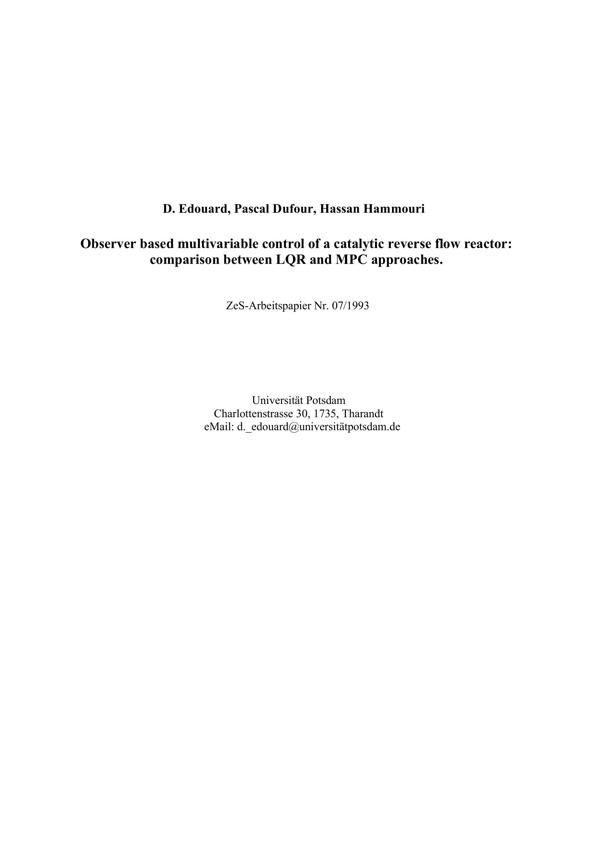 D. Edouard, Pascal Dufour, Hassan Hammouri
Observer based multivariable control of a catalytic reverse flow reactor:
comparison between LQR and MPC approaches.
ZeS-Arbeitspapier Nr. 07/1993
Universität Potsdam
Charlottenstrasse 30, 1735, Tharandt
eMail: d._edouard@universitätpotsdam.de